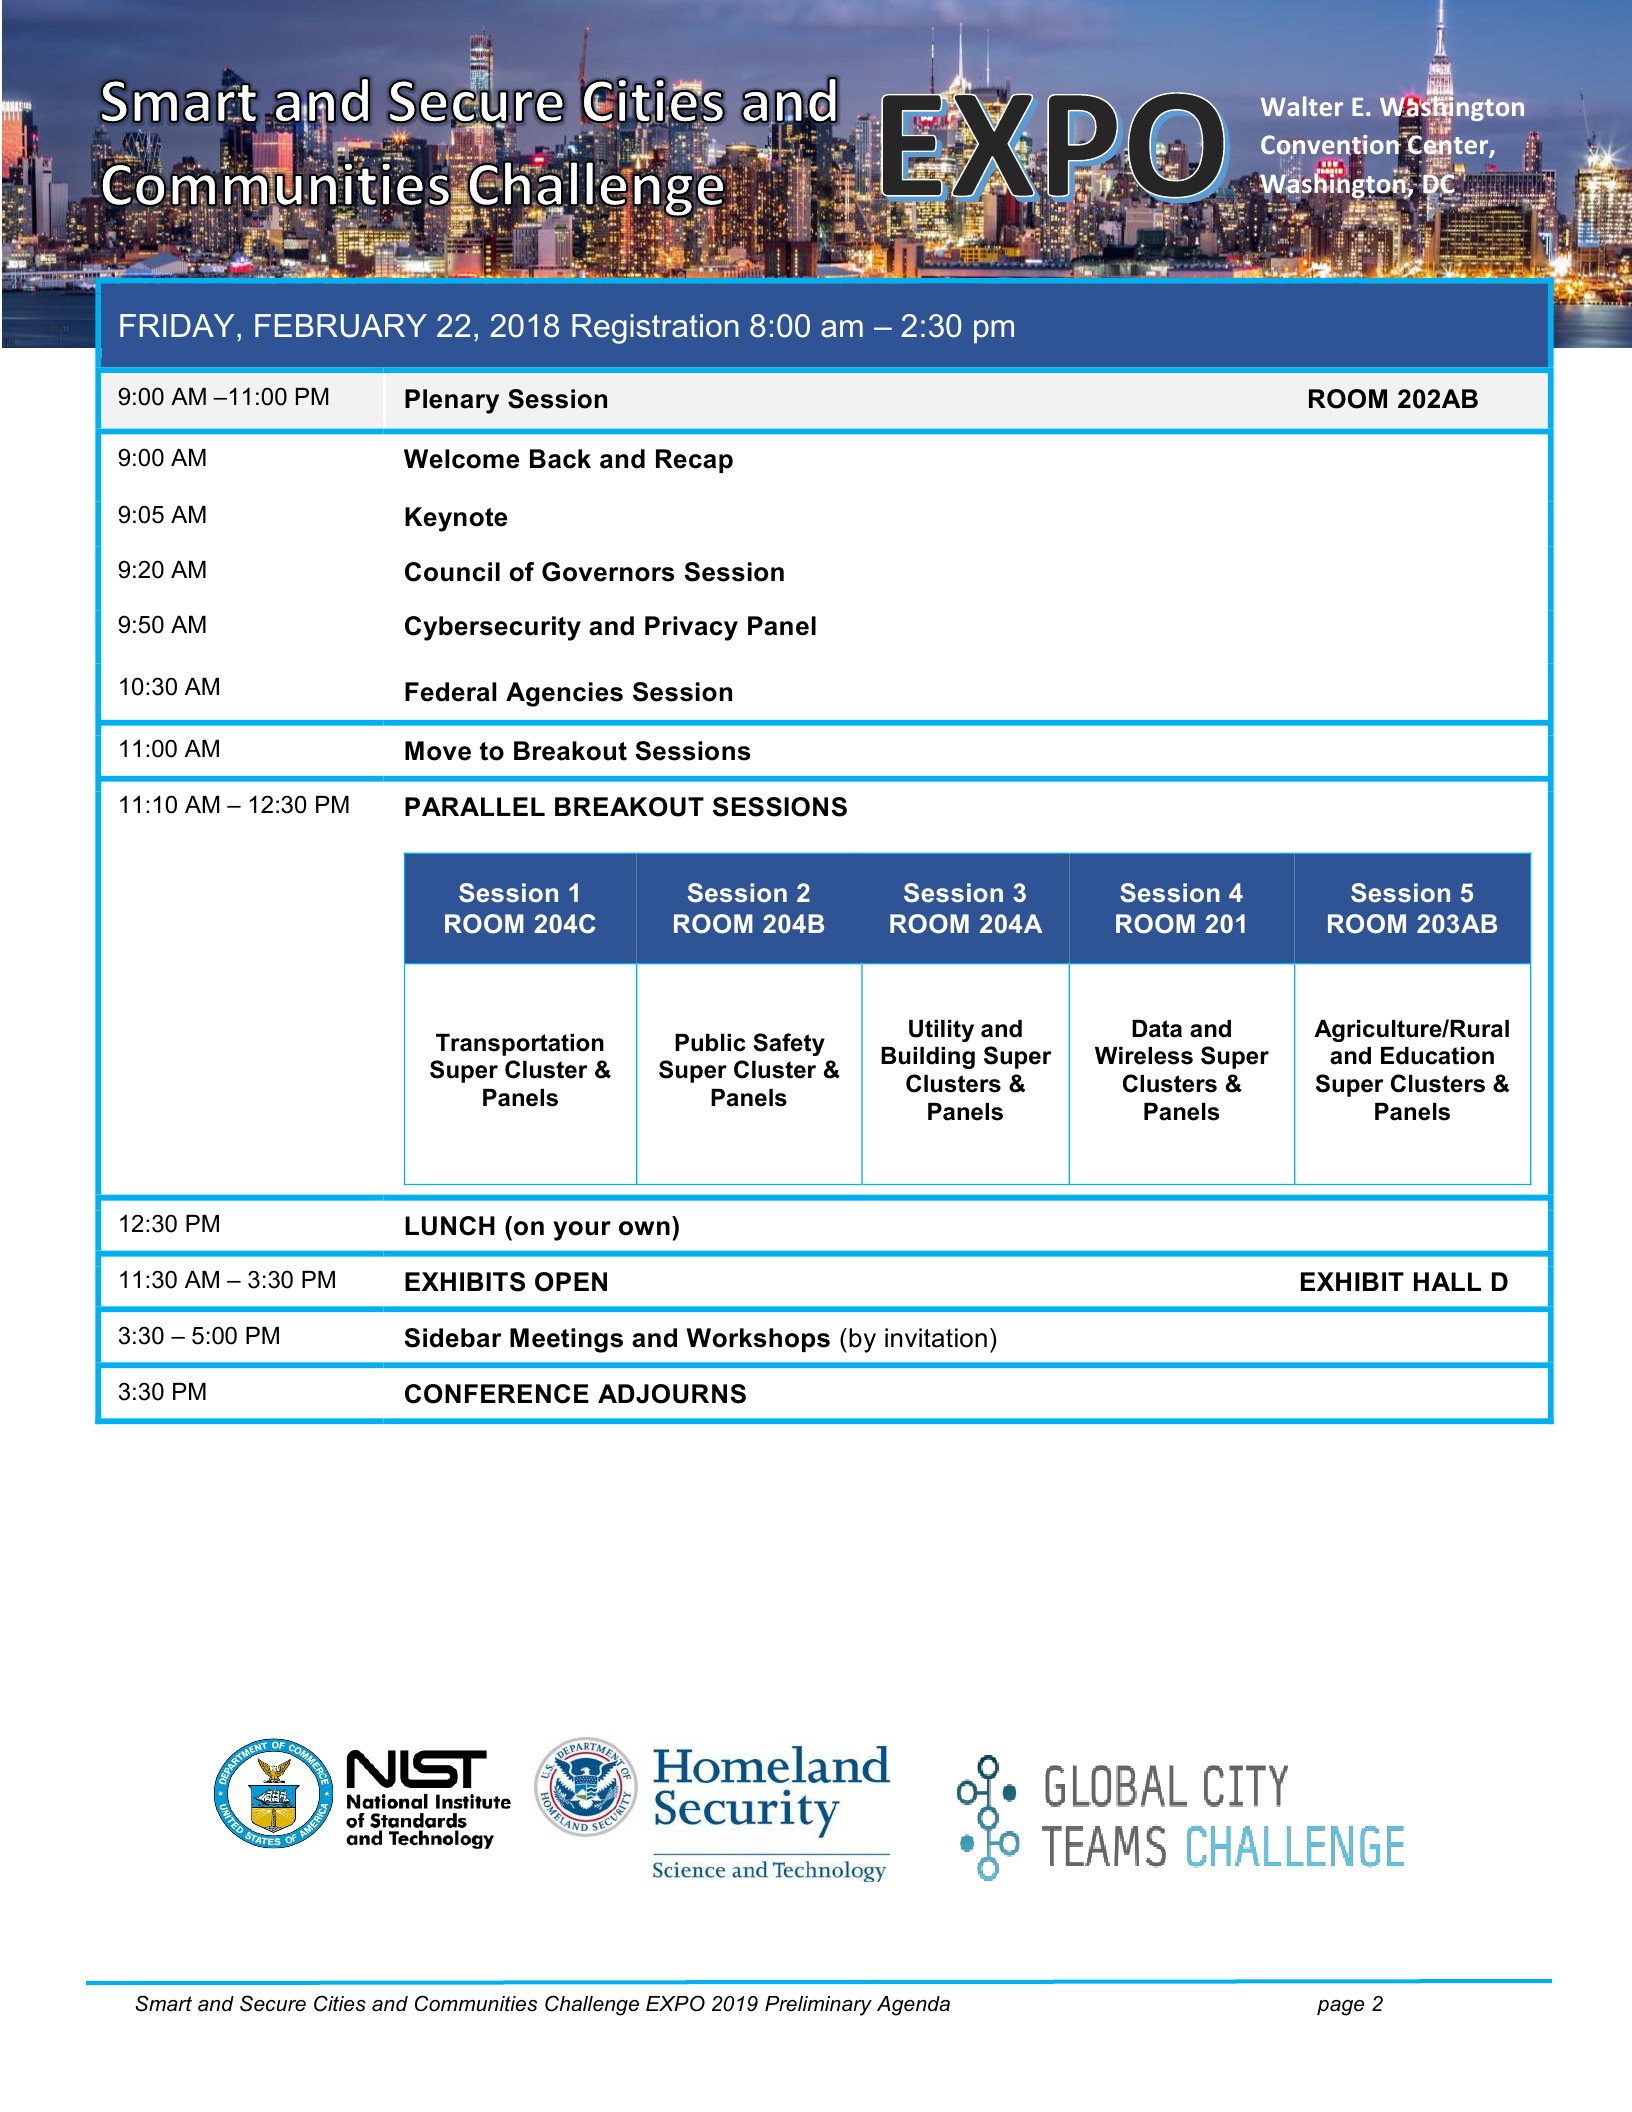 Smart and Secure Cities and
Communities Challenge
EXPO
Walter E. Washington
Convention Center,
Washington, DC
FRIDAY, FEBRUARY 22, 2018 Registration 8:00 am – 2:30 pm
9:00 AM –11:00 PM Plenary Session ROOM 202AB
9:00 AM Welcome Back and Recap
9:05 AM Keynote
9:20 AM Council of Governors Session
9:50 AM Cybersecurity and Privacy Panel
10:30 AM Federal Agencies Session
11:00 AM Move to Breakout Sessions
11:10 AM – 12:30 PM PARALLEL BREAKOUT SESSIONS
Session 1
ROOM 204C
Session 2
ROOM 204B
Session 3
ROOM 204A
Session 4
ROOM 201
Session 5
ROOM 203AB
Transportation
Super Cluster &
Panels
Public Safety
Super Cluster &
Panels
Utility and
Building Super
Clusters &
Panels
Data and
Wireless Super
Clusters &
Panels
Agriculture/Rural
and Education
Super Clusters &
Panels
12:30 PM LUNCH (on your own)
11:30 AM – 3:30 PM EXHIBITS OPEN EXHIBIT HALL D
3:30 – 5:00 PM Sidebar Meetings and Workshops (by invitation)
3:30 PM CONFERENCE ADJOURNS
DEPARTMENT OF COMMERCE
UNITED STATES OF AMERICA
NIST
National Institute
of Standards
and Technology
U.S. DEPARTMENT OF
HOMELAND SECURITY
Homeland
Security
Science and Technology
GLOBAL CITY
TEAMS CHALLENGE
Smart and Secure Cities and Communities Challenge EXPO 2019 Preliminary Agenda page 2